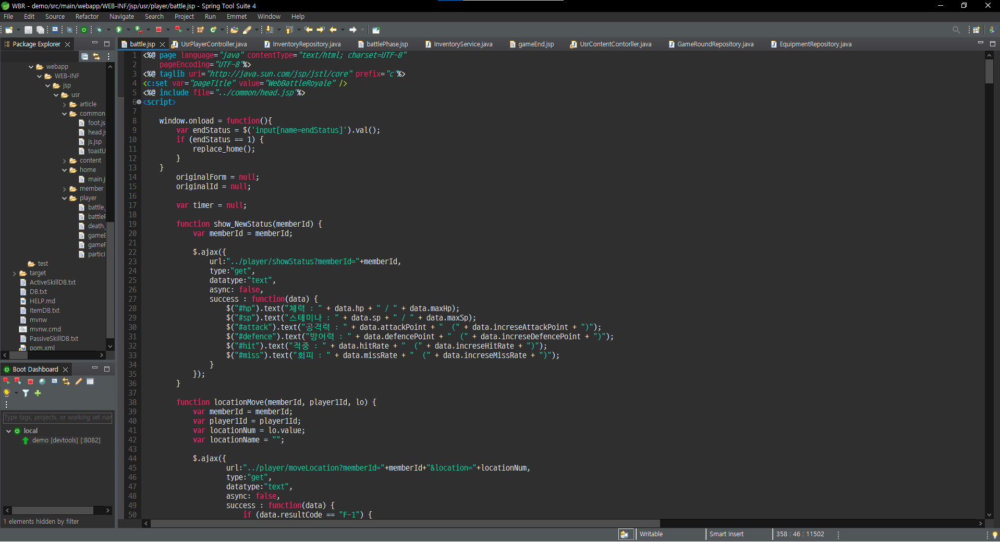 WBR - demo/src/main/webapp/WEB-INF/jsp/usr/player/battle.jsp - Spring Tool Suite 4
File Edit Source Refactor Navigate Search Project Run Emmet Window Help
Package Explorer
webapp
WEB-INF
jsp
usr
article
common
foot.js
head.js
js.jsp
toastU
content
home
main.j
member
player
battle.
battleP
death.
gameE
gameF
partici
test
target
ActiveSkillDB.txt
DB.txt
HELP.md
ItemDB.txt
mvnw
mvnw.cmd
PassiveSkillDB.txt
pom.xml
Boot Dashboard
Type tags, projects, or working set nar
local
demo [devtools] [:8082]
1 elements hidden by filter
battle.jsp UsrPlayerController.java InventoryRepository.java battlePhase.jsp InventoryService.java gameEnd.jsp UsrContentContorller.java GameRoundRepository.java EquipmentRepository.java
1 <%@ page language="java" contentType="text/html; charset=UTF-8"
2 pageEncoding="UTF-8"%>
3 <%@ taglib uri="http://java.sun.com/jsp/jstl/core" prefix="c"%>
4 <c:set var="pageTitle" value="WebBattleRoyale" />
5 <%@ include file="../common/head.jsp"%>
6 <script>
7
8 window.onload = function(){
9 var endStatus = $('input[name=endStatus]').val();
10 if (endStatus == 1) {
11 replace_home();
12 }
13 }
14 originalForm = null;
15 originalId = null;
16
17 var timer = null;
18
19 function show_NewStatus(memberId) {
20 var memberId = memberId;
21
22 $.ajax({
23 url:"../player/showStatus?memberId="+memberId,
24 type:"get",
25 datatype:"text",
26 async: false,
27 success : function(data) {
28 $("#hp").text("체력 : " + data.hp + " / " + data.maxHp);
29 $("#sp").text("스테미나 : " + data.sp + " / " + data.maxSp);
30 $("#attack").text("공격력 : " + data.attackPoint + "  (" + data.increseAttackPoint + ")");
31 $("#defence").text("방어력 : " + data.defencePoint + "  (" + data.increseDefencePoint + ")");
32 $("#hit").text("적중 : " + data.hitRate + "  (" + data.increseHitRate + ")");
33 $("#miss").text("회피 : " + data.missRate + "  (" + data.increseMissRate + ")");
34 }
35 });
36 }
37
38 function locationMove(memberId, player1Id, lo) {
39 var memberId = memberId;
40 var player1Id = player1Id;
41 var locationNum = lo.value;
42 var locationName = "";
43
44 $.ajax({
45 url:"../player/moveLocation?memberId="+memberId+"&location="+locationNum,
46 type:"get",
47 datatype:"text",
48 async: false,
49 success : function(data) {
50 if (data.resultCode == "F-1") {
Writable Smart Insert 358 : 46 : 11502